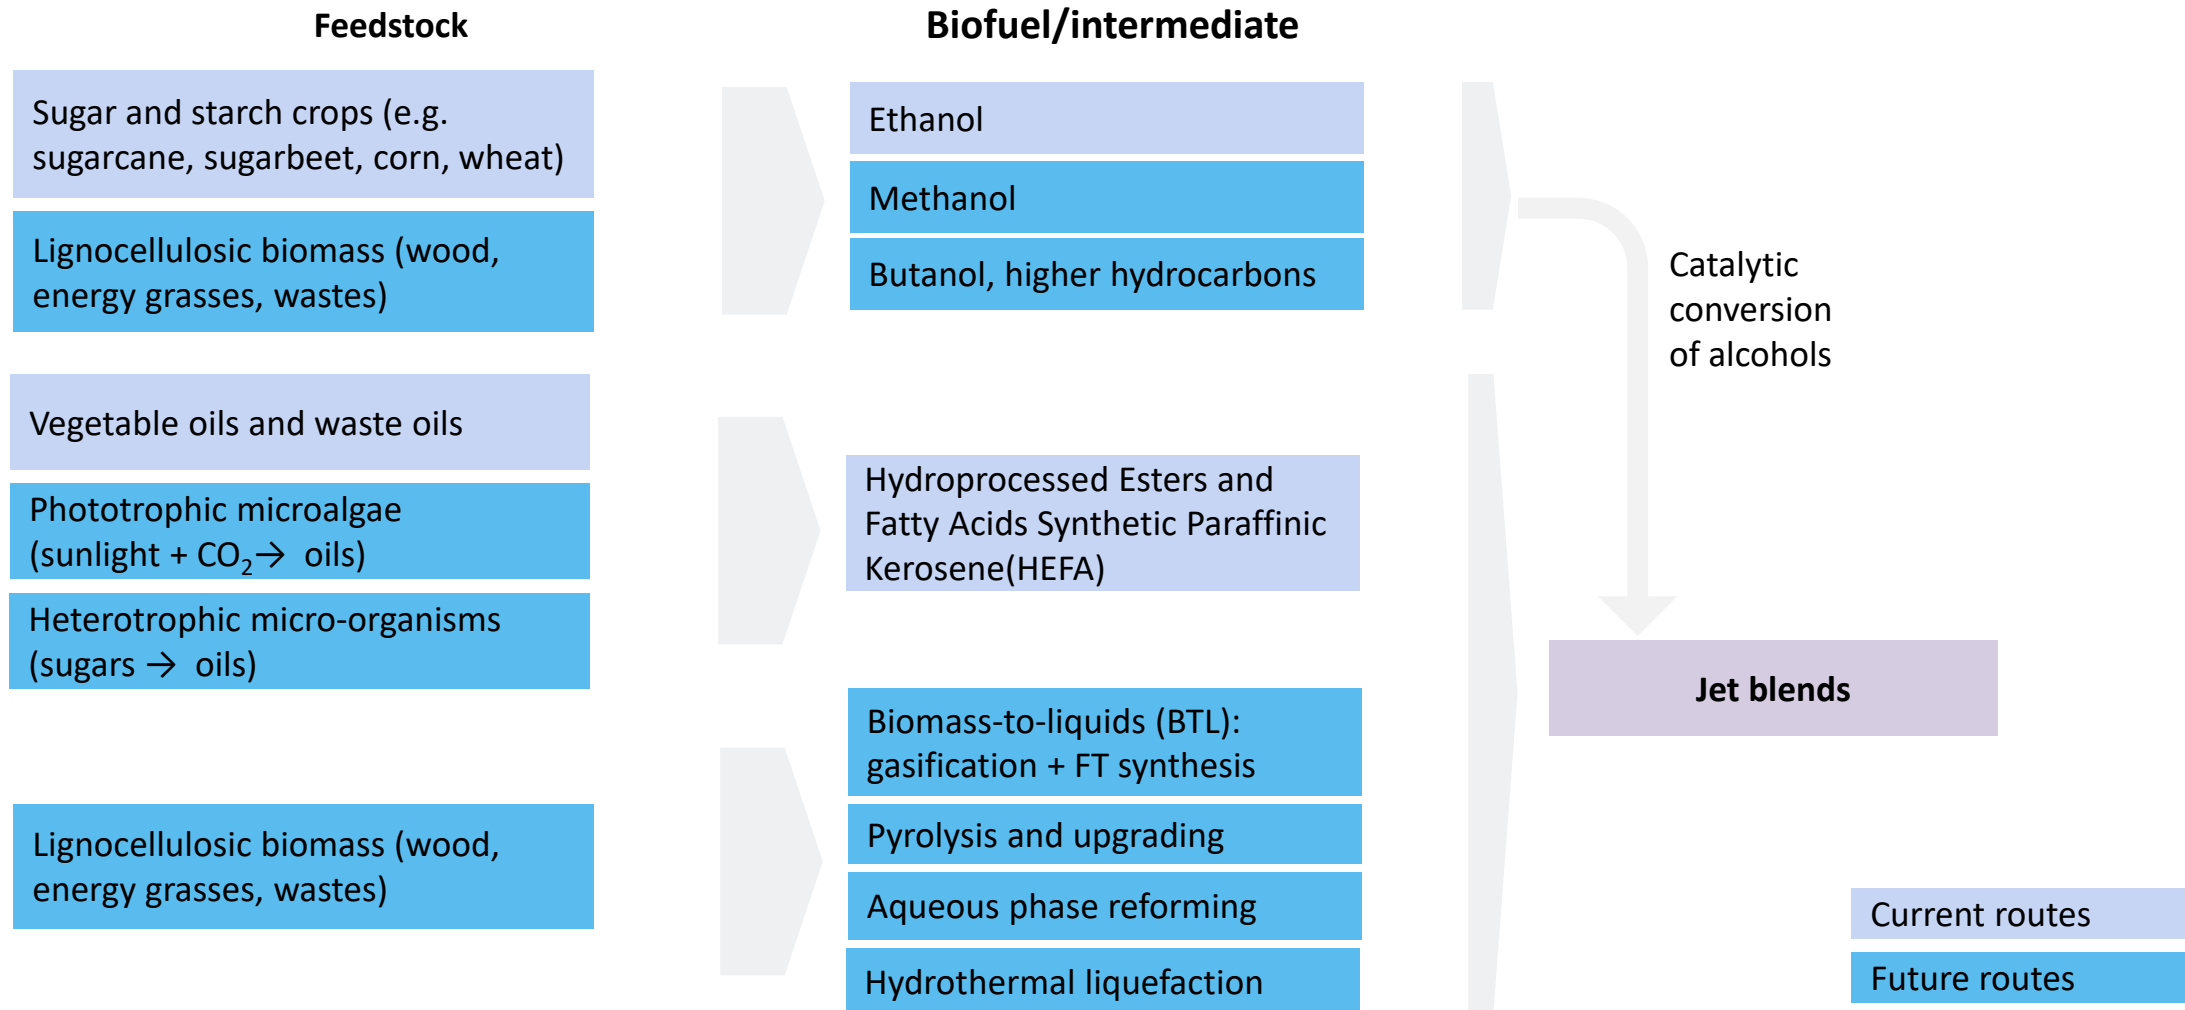 Feedstock
Biofuel/intermediate
Sugar and starch crops (e.g.
sugarcane, sugarbeet, corn, wheat)
Lignocellulosic biomass (wood,
energy grasses, wastes)
Ethanol
Methanol
Butanol, higher hydrocarbons
Catalytic
conversion
of alcohols
Vegetable oils and waste oils
Phototrophic microalgae
(sunlight + CO₂→ oils)
Heterotrophic micro-organisms
(sugars → oils)
Hydroprocessed Esters and
Fatty Acids Synthetic Paraffinic
Kerosene(HEFA)
Lignocellulosic biomass (wood,
energy grasses, wastes)
Biomass-to-liquids (BTL):
gasification + FT synthesis
Pyrolysis and upgrading
Aqueous phase reforming
Hydrothermal liquefaction
Jet blends
Current routes
Future routes